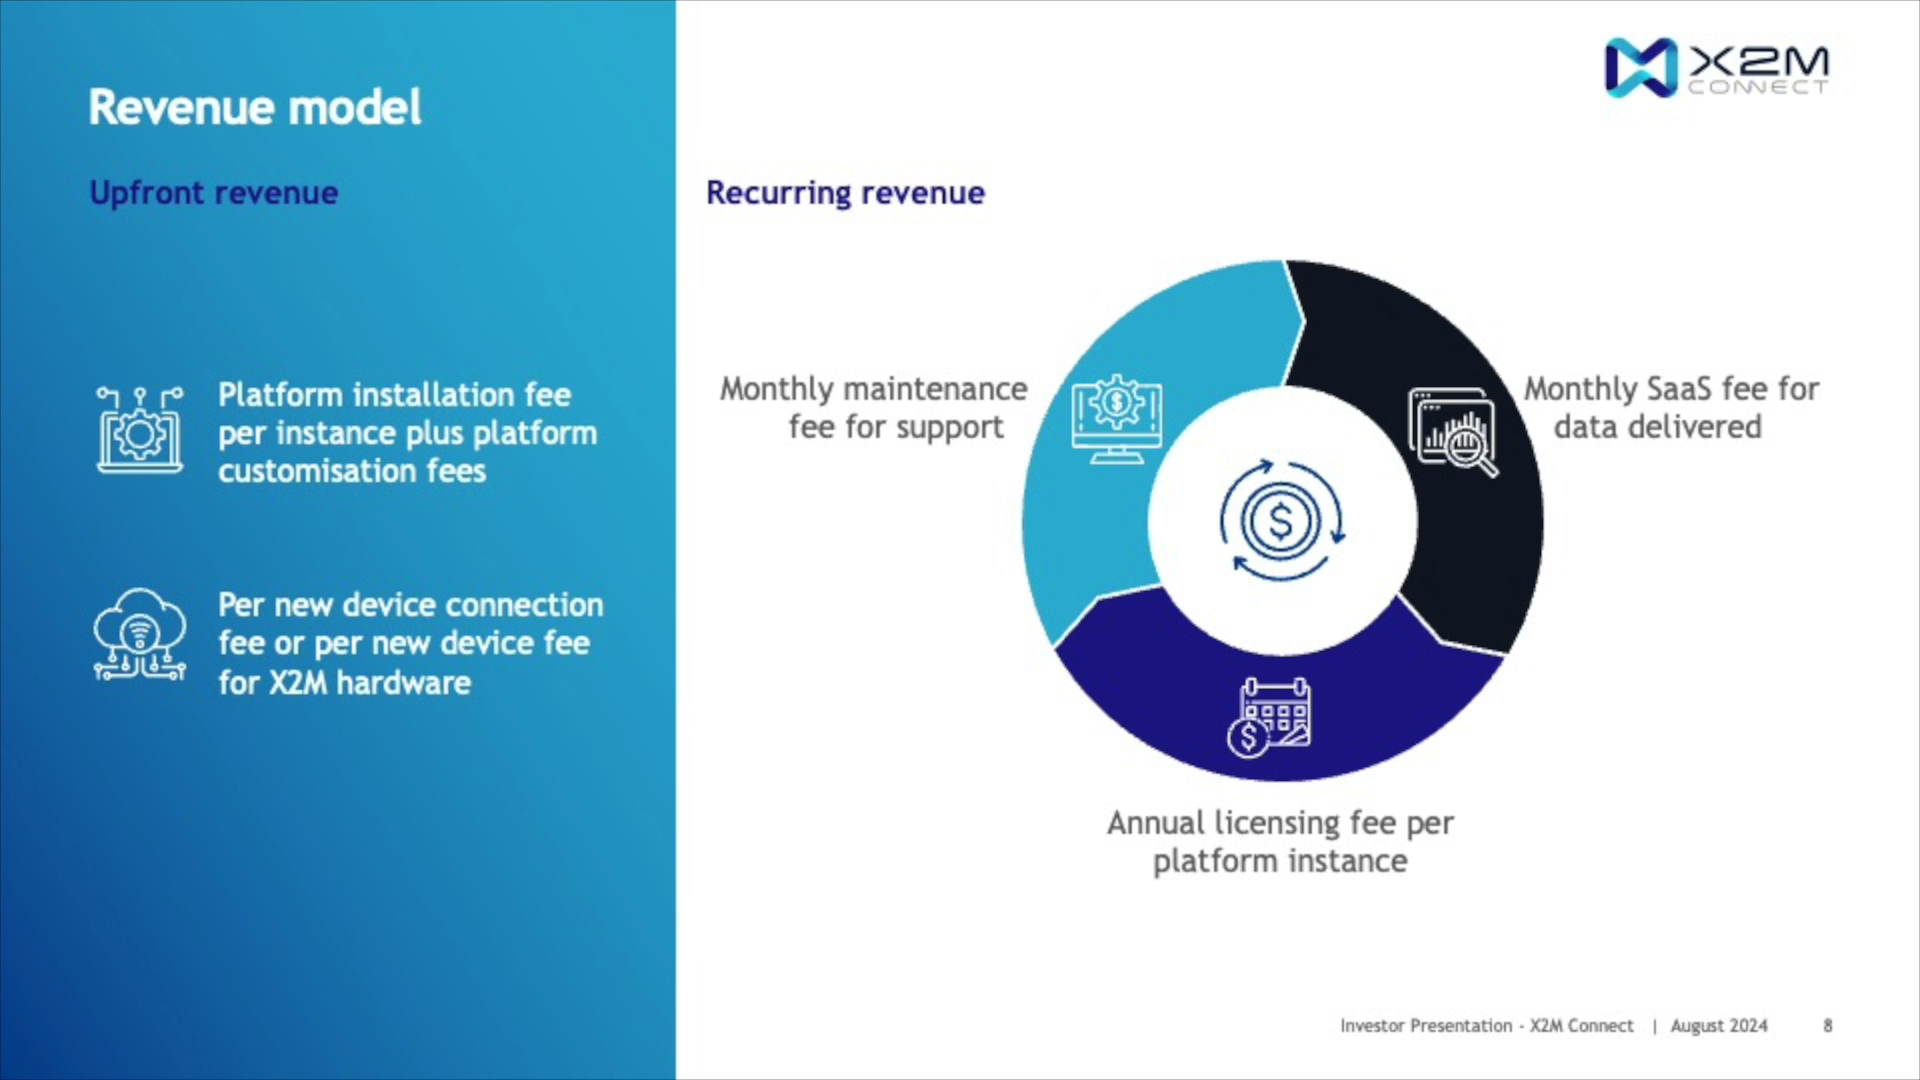 Revenue model
X2M
CONNECT
Upfront revenue
Platform installation fee
per instance plus platform
customisation fees
Per new device connection
fee or per new device fee
for X2M hardware
Recurring revenue
Monthly maintenance
fee for support
Monthly SaaS fee for
data delivered
$
$
$
Annual licensing fee per
platform instance
Investor Presentation - X2M Connect | August 2024 8